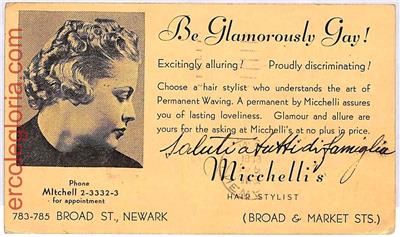 Be Glamorously Gay!
Excitingly alluring! Proudly discriminating!
Choose a hair stylist who understands the art of
Permanent Waving. A permanent by Micchelli assures
you of lasting loveliness. Glamour and allure are
yours for the asking at Micchelli's at no plus in price.
Saluti a tutti di famiglia
Micchelli's
HAIR STYLIST
Phone
MItchell 2-3332-3
for appointment
783-785 BROAD ST., NEWARK
(BROAD & MARKET STS.)
ercolegloria.com